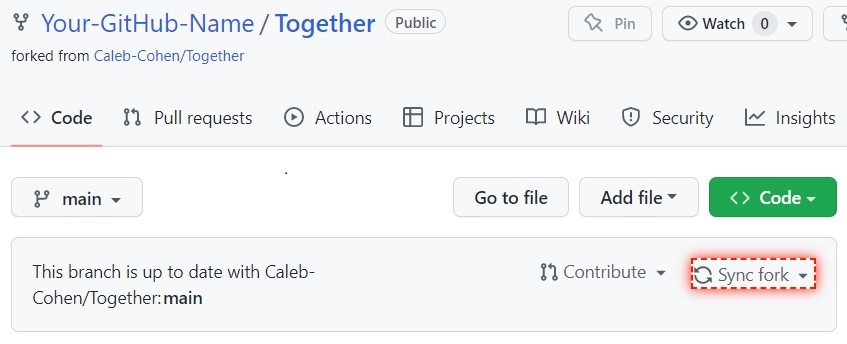 Your-GitHub-Name / Together Public Pin Watch 0
forked from Caleb-Cohen/Together
Code Pull requests Actions Projects Wiki Security Insights
main Go to file Add file Code
This branch is up to date with Caleb-
Cohen/Together:main
Contribute Sync fork